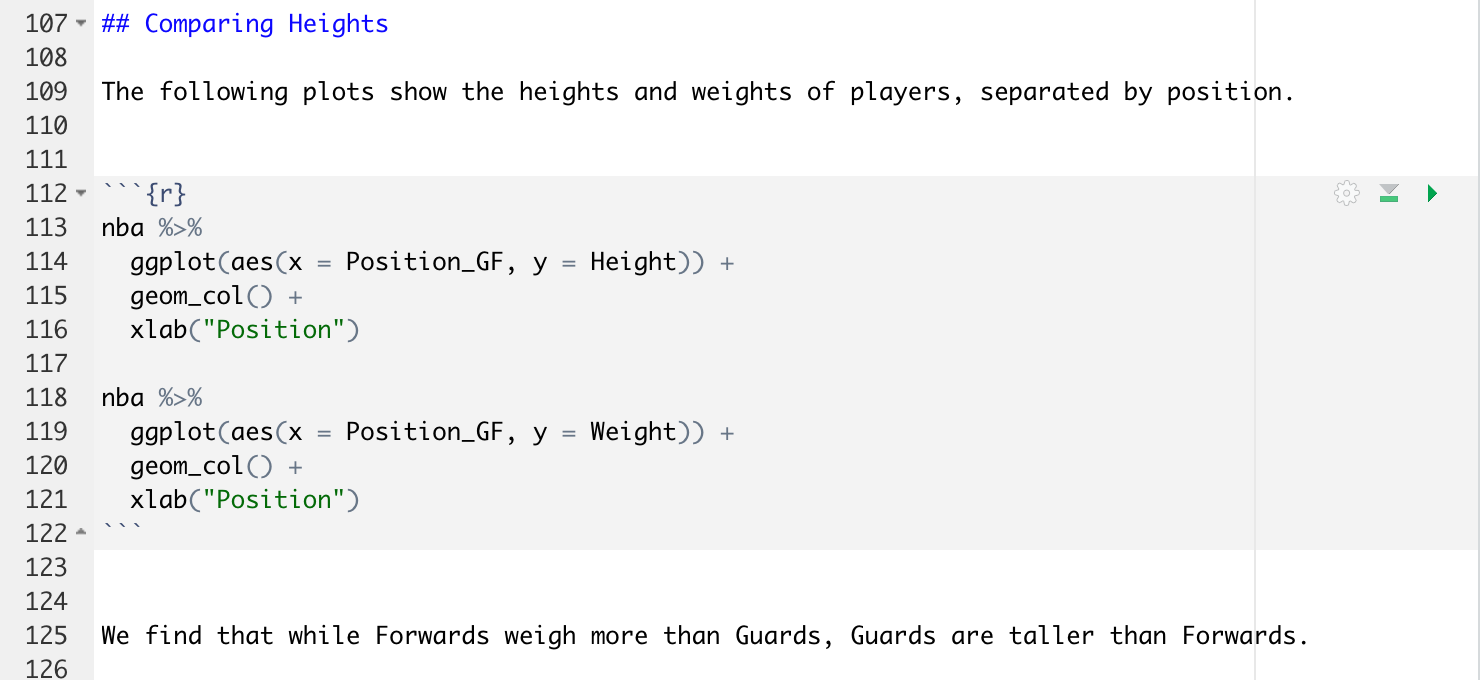 107 ## Comparing Heights
108
109 The following plots show the heights and weights of players, separated by position.
110
111
112 ```{r}
113 nba %>%
114   ggplot(aes(x = Position_GF, y = Height)) +
115   geom_col() +
116   xlab("Position")
117
118 nba %>%
119   ggplot(aes(x = Position_GF, y = Weight)) +
120   geom_col() +
121   xlab("Position")
122 ```
123
124
125 We find that while Forwards weigh more than Guards, Guards are taller than Forwards.
126